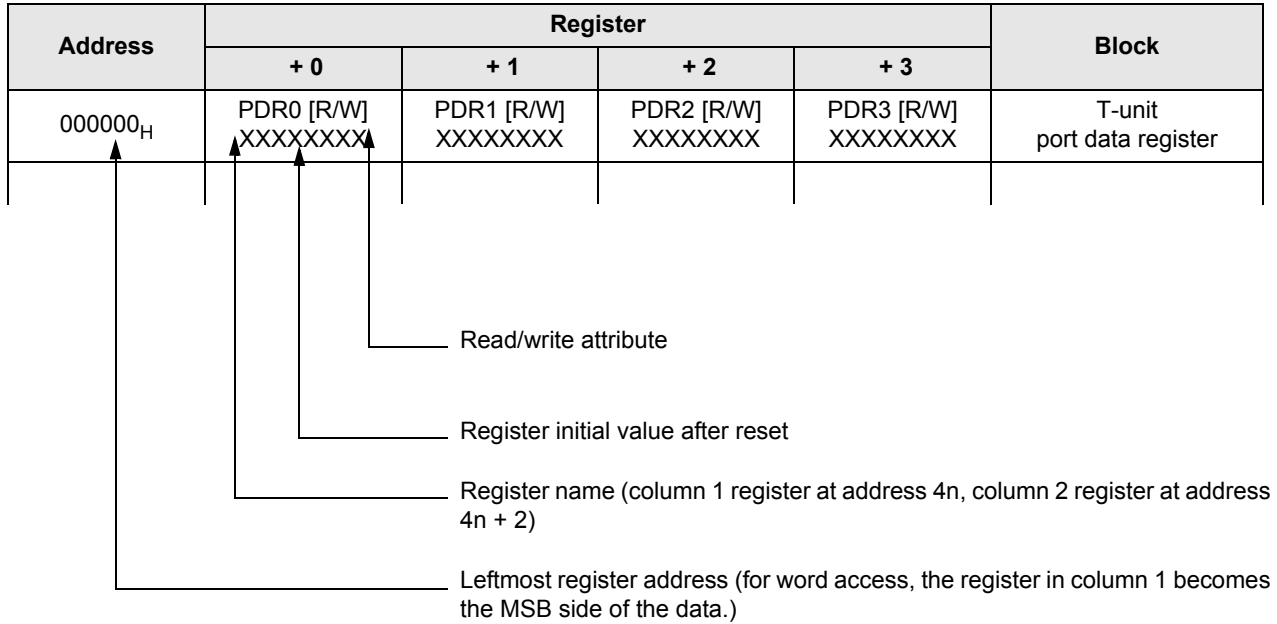 Address Register Block
+ 0 + 1 + 2 + 3
000000H PDR0 [R/W] PDR1 [R/W] PDR2 [R/W] PDR3 [R/W] T-unit
XXXXXXXX XXXXXXXX XXXXXXXX XXXXXXXX port data register
Read/write attribute
Register initial value after reset
Register name (column 1 register at address 4n, column 2 register at address
4n + 2)
Leftmost register address (for word access, the register in column 1 becomes
the MSB side of the data.)